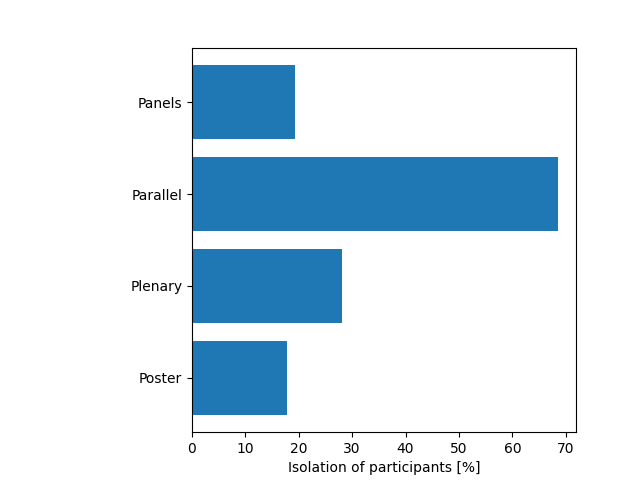 Panels
Parallel
Plenary
Poster
0 10 20 30 40 50 60 70
Isolation of participants [%]